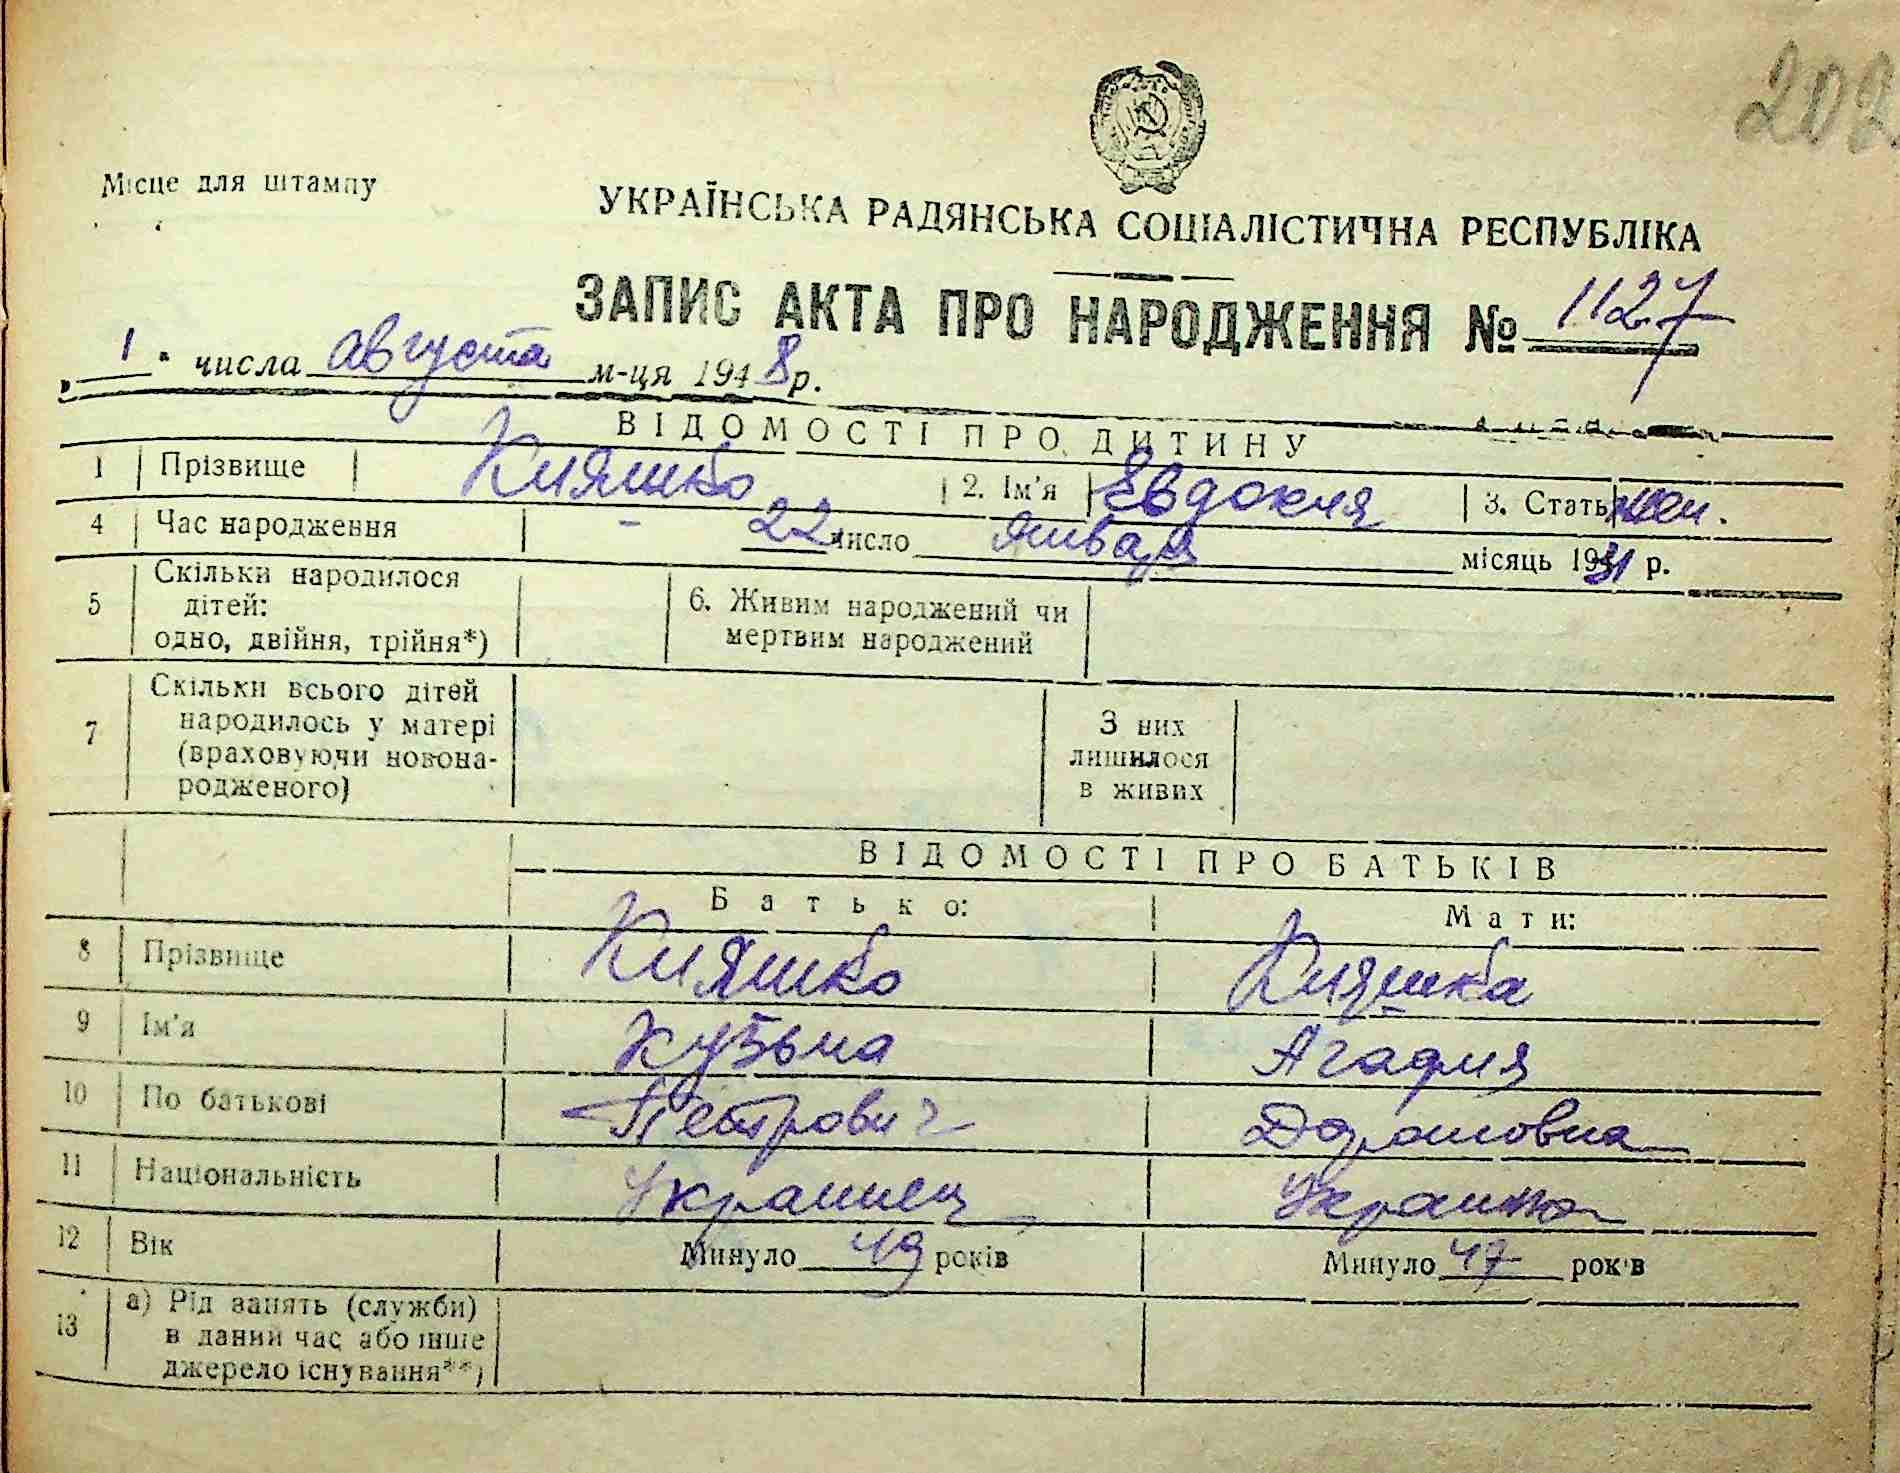 202.
Місце для штампу
УКРАЇНСЬКА РАДЯНСЬКА СОЦІАЛІСТИЧНА РЕСПУБЛІКА
ЗАПИС АКТА ПРО НАРОДЖЕННЯ № 1127
„ 1 " числа августа м-ця 1948 р.
ВІДОМОСТІ ПРО ДИТИНУ
1 Прізвище Кияшко 2. Ім'я Евдокия 3. Стать жен.
4 Час народження 22 число января місяць 1931 р.
5 Скільки народилося дітей: одно, двійня, трійня*) 6. Живим народжений чи мертвим народжений
7 Скільки всього дітей народилось у матері (враховуючи новонародженого) З них лишилося в живих
ВІДОМОСТІ ПРО БАТЬКІВ
Батько: Мати:
8 Прізвище Кияшко Кияшка
9 Ім'я Кузьма Агафия
10 По батькові Петрович
11 Національність Украинец Украинка
12 Вік Минуло 49 років Минуло 47 років
13 а) Рід занять (служби) в даний час або інше джерело існування**)